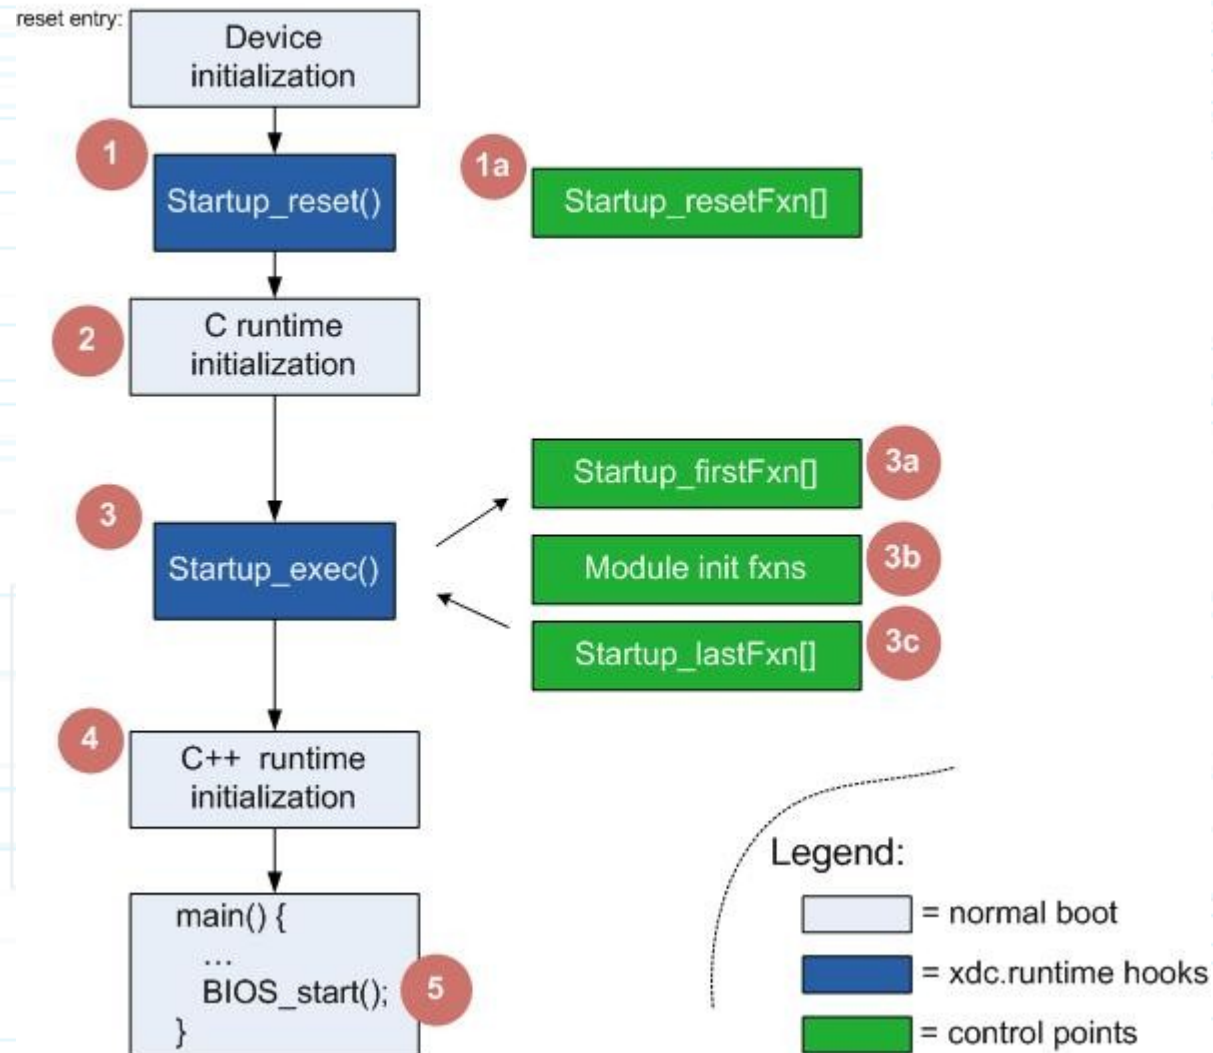 reset entry:
Device
initialization
1
Startup_reset()
1a
Startup_resetFxn[]
2
C runtime
initialization
3
Startup_exec()
Startup_firstFxn[]
3a
Module init fxns
3b
Startup_lastFxn[]
3c
4
C++ runtime
initialization
main() {
...
BIOS_start();
}
5
Legend:
= normal boot
= xdc.runtime hooks
= control points